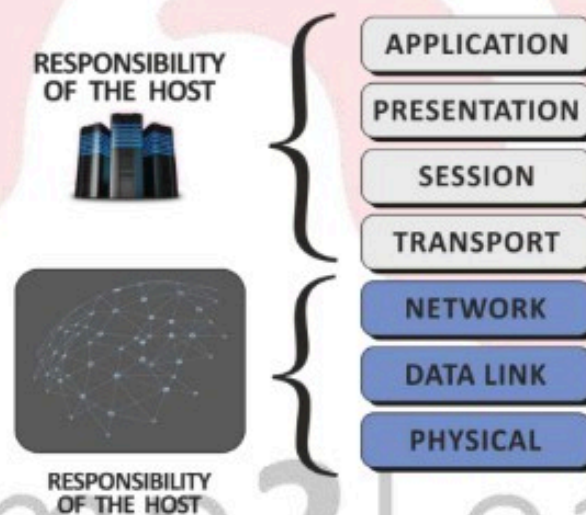 RESPONSIBILITY
OF THE HOST
APPLICATION
PRESENTATION
SESSION
TRANSPORT
NETWORK
DATA LINK
PHYSICAL
RESPONSIBILITY
OF THE HOST